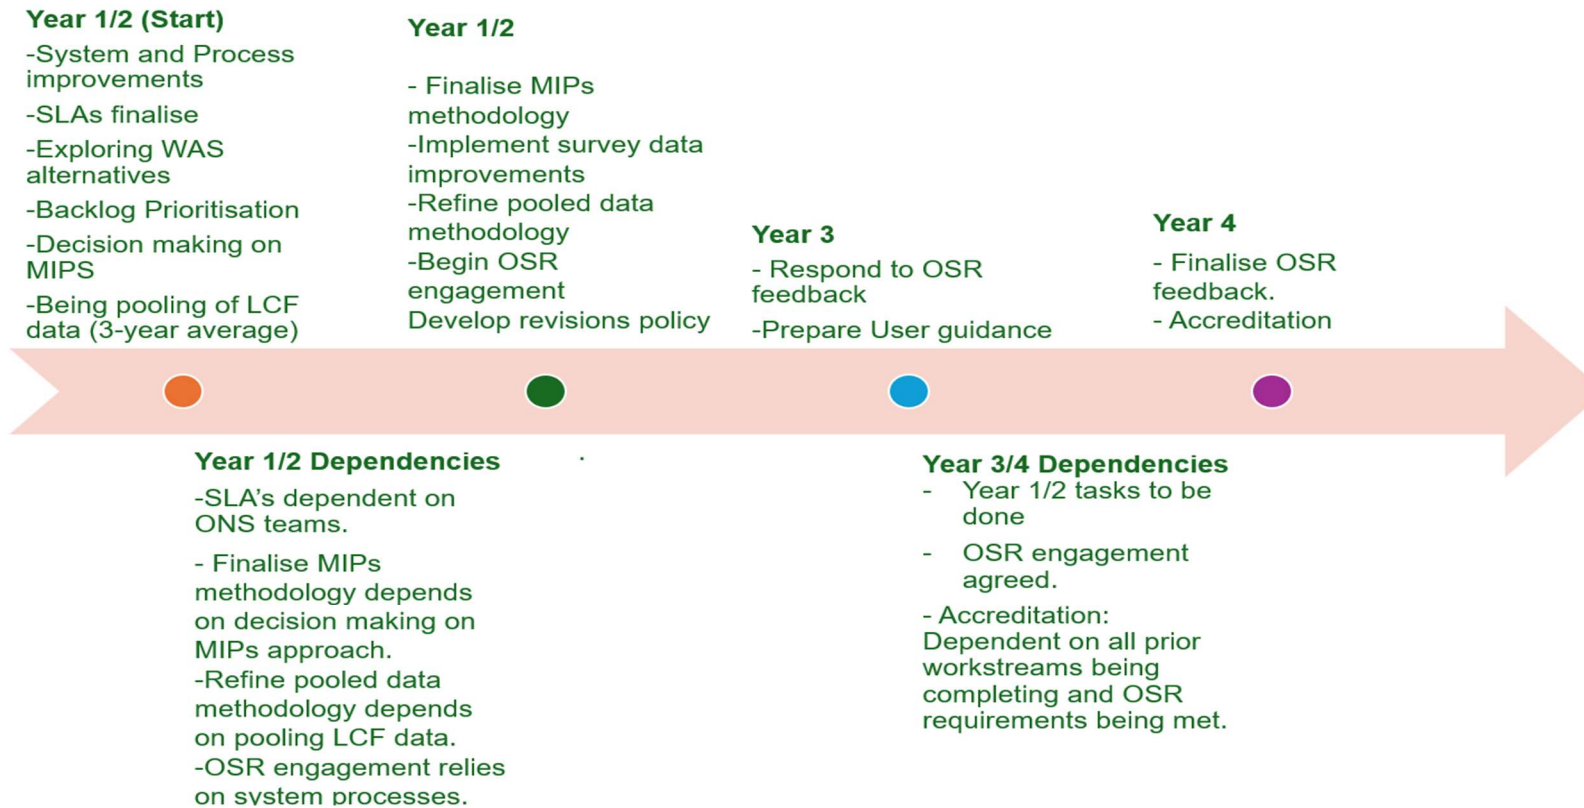 Year 1/2 (Start)
-System and Process
improvements
-SLAs finalise
-Exploring WAS
alternatives
-Backlog Prioritisation
-Decision making on
MIPS
-Being pooling of LCF
data (3-year average)
Year 1/2
- Finalise MIPs
methodology
-Implement survey data
improvements
-Refine pooled data
methodology
-Begin OSR
engagement
Develop revisions policy
Year 3
- Respond to OSR
feedback
-Prepare User guidance
Year 4
- Finalise OSR
feedback.
- Accreditation
Year 1/2 Dependencies
-SLA’s dependent on
ONS teams.
- Finalise MIPs
methodology depends
on decision making on
MIPs approach.
-Refine pooled data
methodology depends
on pooling LCF data.
-OSR engagement relies
on system processes.
Year 3/4 Dependencies
- Year 1/2 tasks to be
done
- OSR engagement
agreed.
- Accreditation:
Dependent on all prior
workstreams being
completing and OSR
requirements being met.